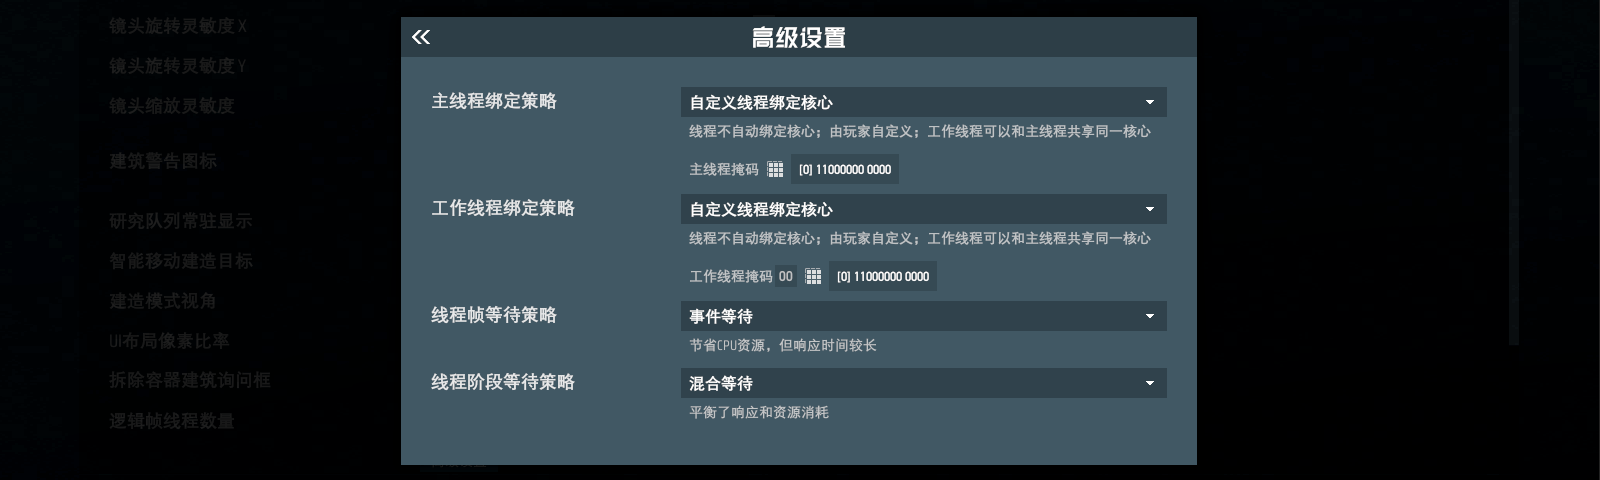 镜头旋转灵敏度 X
镜头旋转灵敏度 Y
镜头缩放灵敏度
建筑警告图标
研究队列常驻显示
智能移动建造目标
建造模式视角
UI布局像素比率
拆除容器建筑询问框
逻辑帧线程数量
高级设置
主线程绑定策略
自定义线程绑定核心
线程不自动绑定核心；由玩家自定义；工作线程可以和主线程共享同一核心
主线程掩码 [0] 11000000 0000
工作线程绑定策略
自定义线程绑定核心
线程不自动绑定核心；由玩家自定义；工作线程可以和主线程共享同一核心
工作线程掩码 00 [0] 11000000 0000
线程帧等待策略
事件等待
节省CPU资源，但响应时间较长
线程阶段等待策略
混合等待
平衡了响应和资源消耗